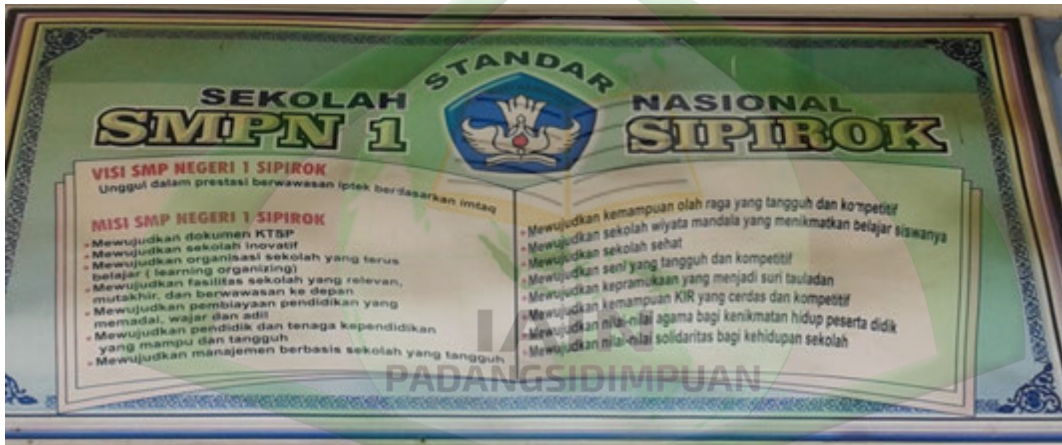 SEKOLAH STANDAR NASIONAL
SMPN 1 SIPIROK
VISI SMP NEGERI 1 SIPIROK
Unggul dalam prestasi berwawasan iptek berdasarkan imtaq
MISI SMP NEGERI 1 SIPIROK
Mewujudkan dokumen KTSP
Mewujudkan sekolah inovatif
Mewujudkan organisasi sekolah yang terus
belajar ( learning organizing)
Mewujudkan fasilitas sekolah yang relevan,
mutakhir, dan berwawasan ke depan
Mewujudkan pembiayaan pendidikan yang
memadai, wajar dan adil
Mewujudkan pendidik dan tenaga kependidikan
yang mampu dan tangguh
Mewujudkan manajemen berbasis sekolah yang tangguh
Mewujudkan kemampuan olah raga yang tangguh dan kompetitif
Mewujudkan sekolah wiyata mandala yang menikmatkan belajar siswanya
Mewujudkan sekolah sehat
Mewujudkan seni yang tangguh dan kompetitif
Mewujudkan kepramukaan yang menjadi suri tauladan
Mewujudkan kemampuan KIR yang cerdas dan kompetitif
Mewujudkan nilai-nilai agama bagi kenikmatan hidup peserta didik
Mewujudkan nilai-nilai solidaritas bagi kehidupan sekolah
IAIN
PADANGSIDIMPUAN